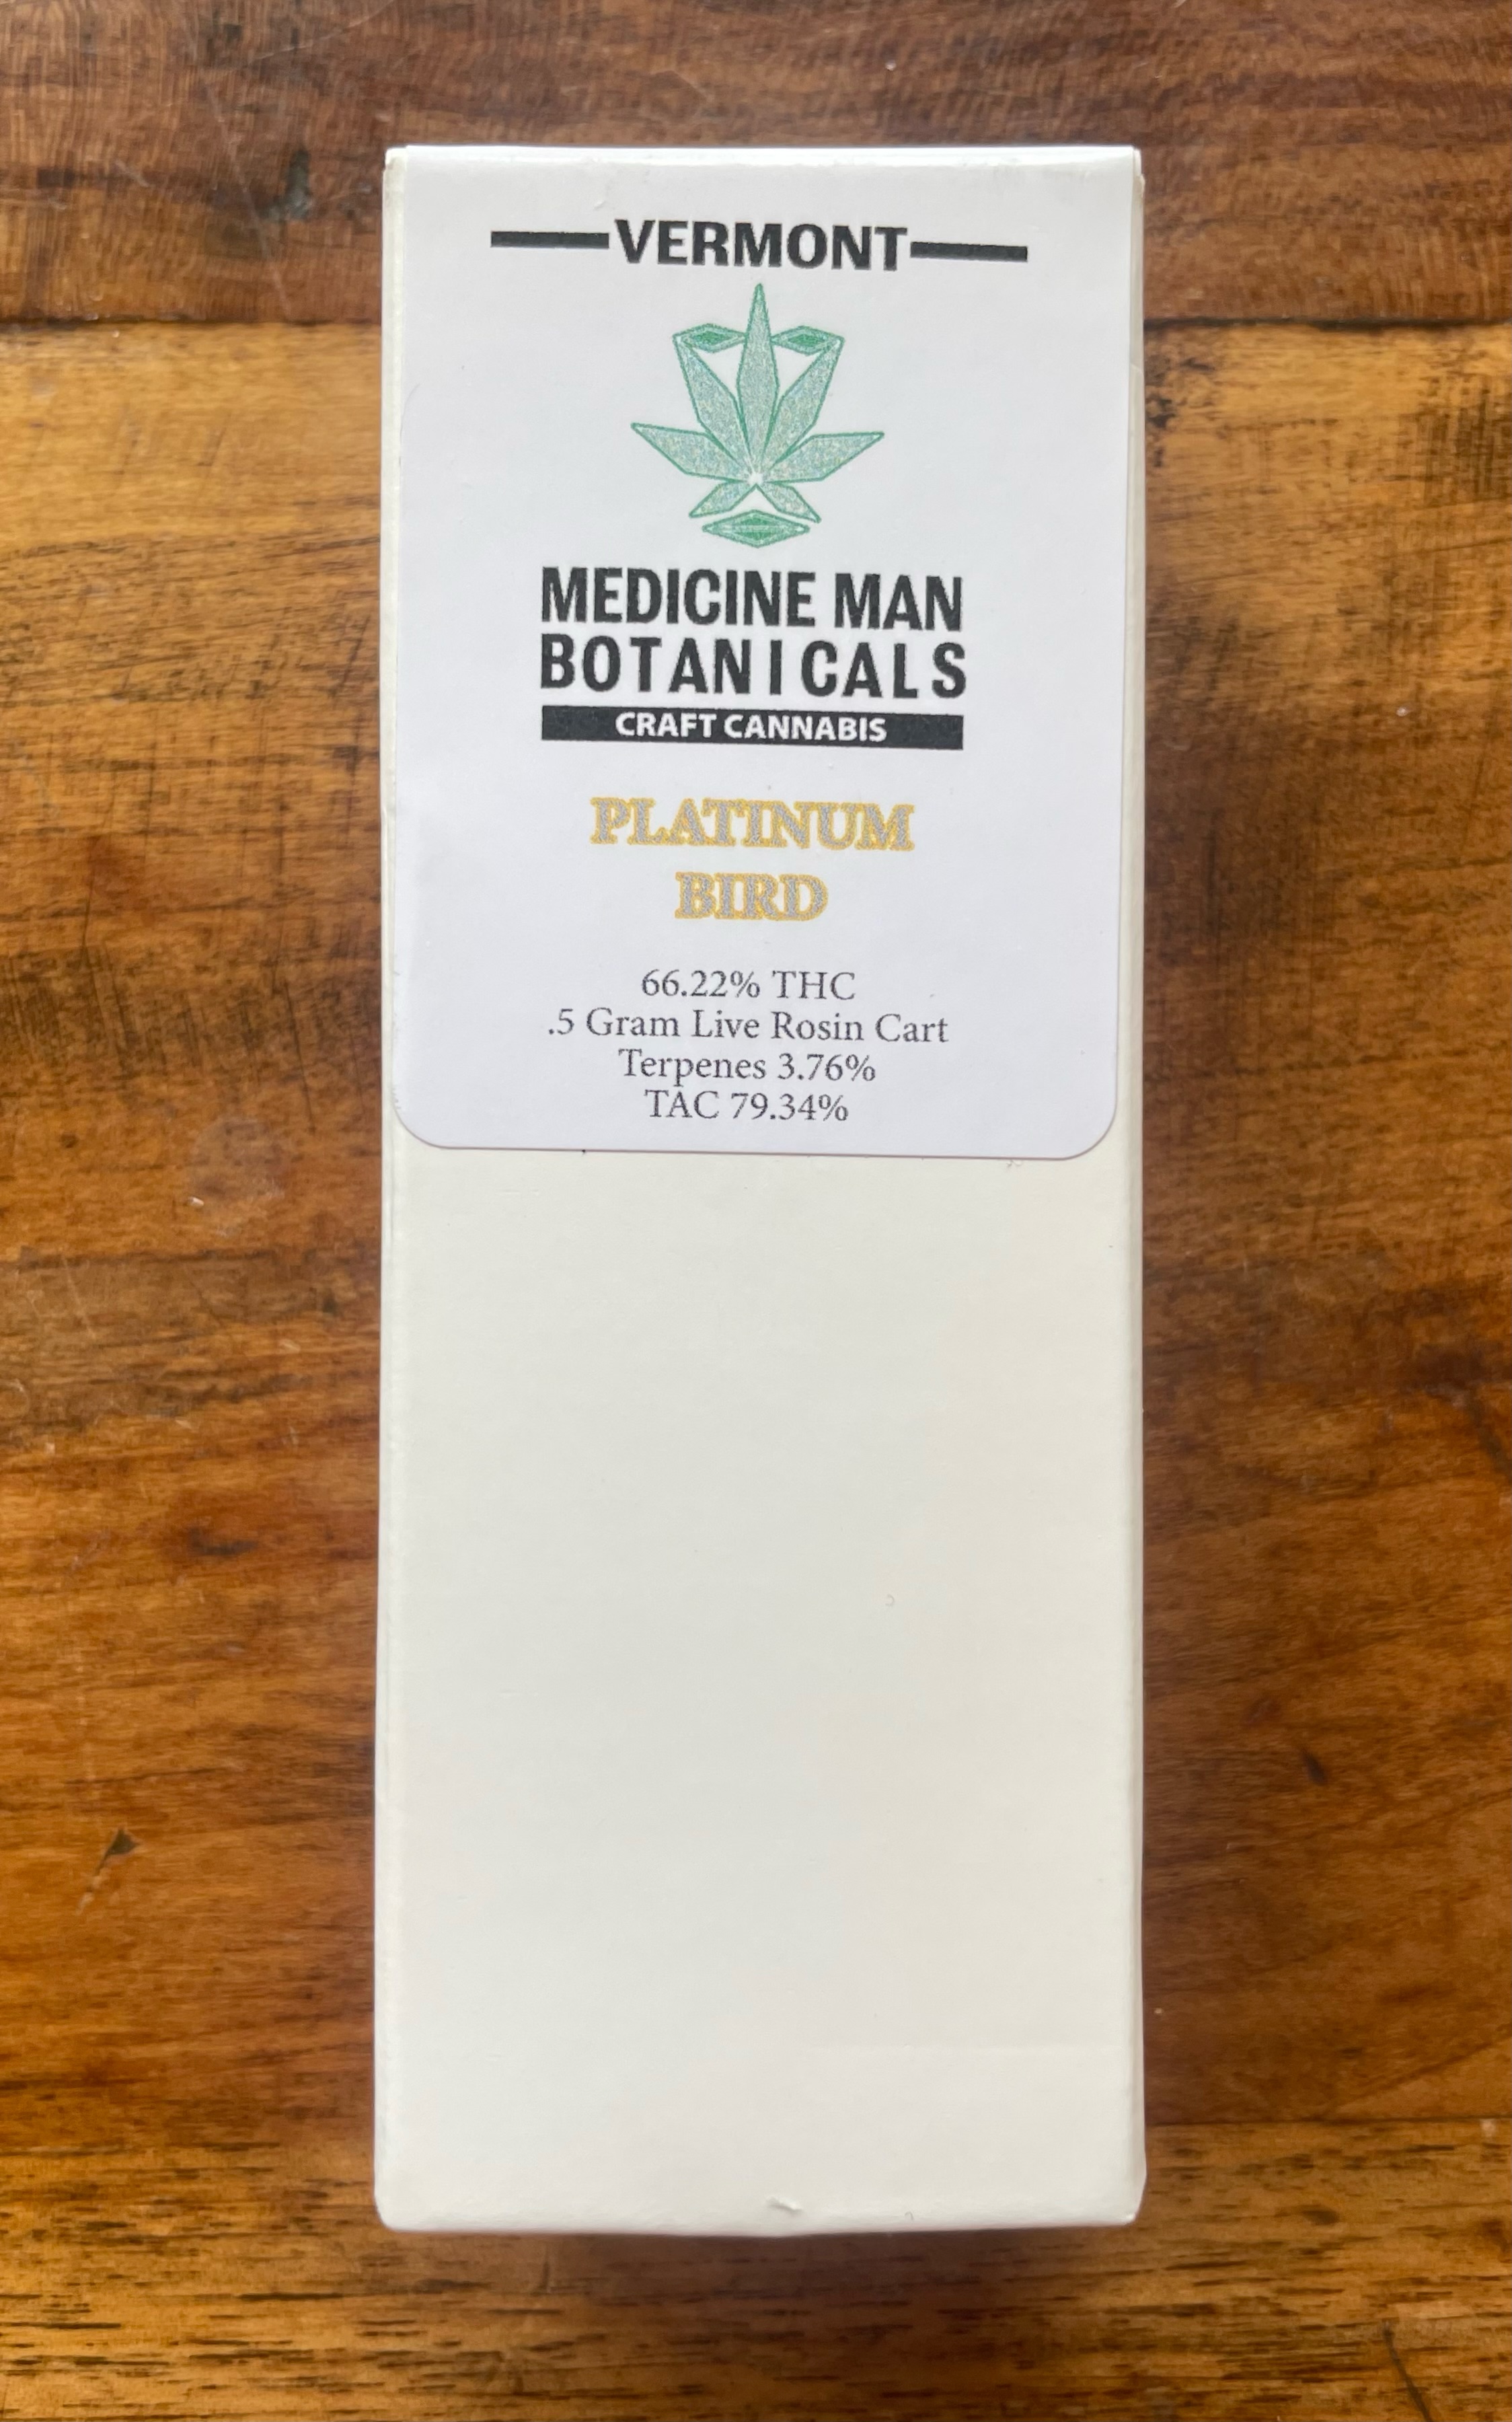 VERMONT
MEDICINE MAN
BOTANICALS
CRAFT CANNABIS
PLATINUM
BIRD
66.22% THC
.5 Gram Live Rosin Cart
Terpenes 3.76%
TAC 79.34%